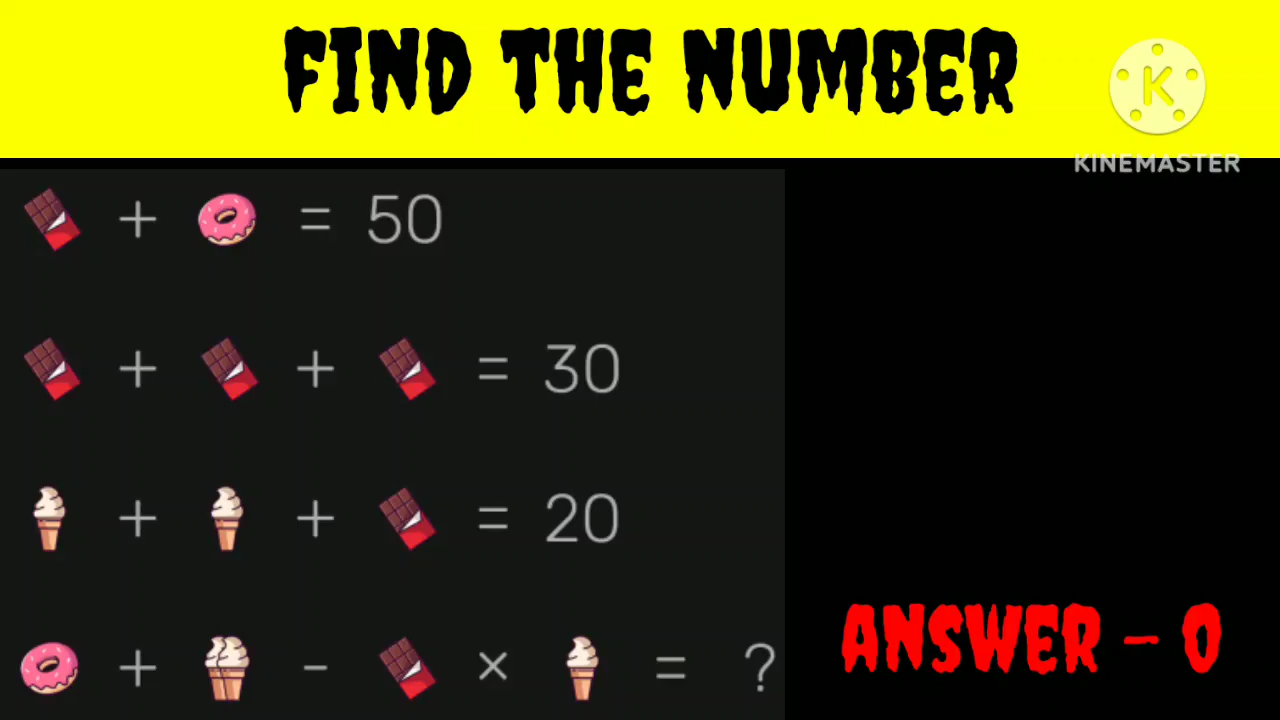 FIND THE NUMBER
K
KINEMASTER
+ = 50
+ + = 30
+ + = 20
+ - × = ?
ANSWER - 0